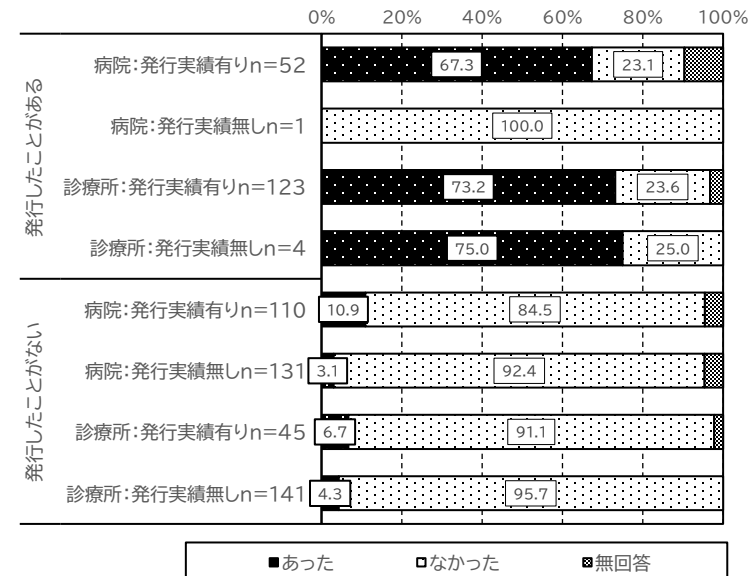 0% 20% 40% 60% 80% 100%
発行したことがある
病院:発行実績有りn=52 67.3 23.1
病院:発行実績無しn=1 100.0
診療所:発行実績有りn=123 73.2 23.6
診療所:発行実績無しn=4 75.0 25.0
発行したことがない
病院:発行実績有りn=110 10.9 84.5
病院:発行実績無しn=131 3.1 92.4
診療所:発行実績有りn=45 6.7 91.1
診療所:発行実績無しn=141 4.3 95.7
あった なかった 無回答